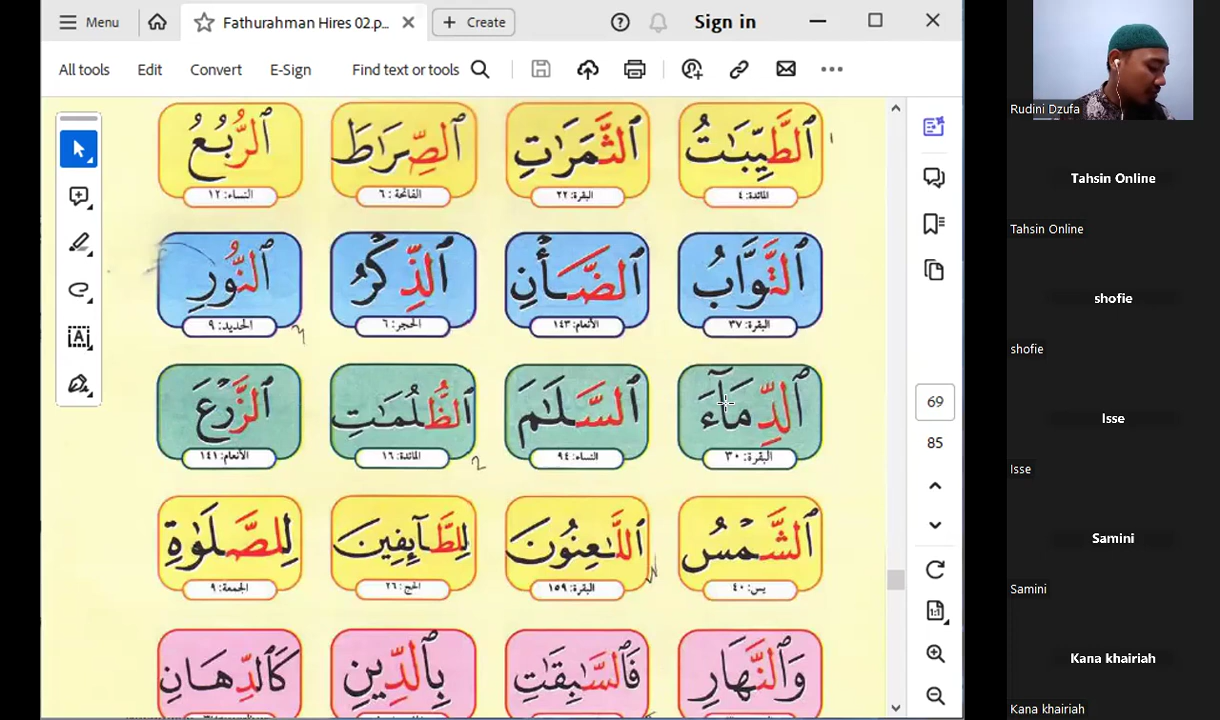 Menu
Fathurahman Hires 02.p...
Create
Sign in
All tools Edit Convert E-Sign Find text or tools
ٱلطَّيِّبَـٰتُ ٱلثَّمَرَٰتِ ٱلصِّرَاطَ ٱلرُّبُعُ
المائدة: ٤ البقرة: ٢٢ الفاتحة: ٦ النساء: ١٢
ٱلتَّوَّابُ ٱلضَّأْنِ ٱلذِّكْرُ ٱلنُّورِ
البقرة: ٣٧ الأنعام: ١٤٣ الحجر: ٦ الحديد: ٩
ٱلدِّمَآءَ ٱلسَّلَـٰمَ ٱلظُّلُمَـٰتِ ٱلزَّرْعَ
البقرة: ٣٠ النساء: ٩٤ المائدة: ١٦ الأنعام: ١٤١
ٱلشَّمْسُ ٱللَّـٰعِنُونَ لِلطَّآئِفِينَ لِلصَّلَوٰةِ
يس: ٤٠ البقرة: ١٥٩ الحج: ٢٦ الجمعة: ٩
وَٱلنَّهَارِ فَٱلسَّـٰبِقَـٰتِ بِٱلدِّينِ كَٱلدِّهَانِ
69
85
Rudini Dzufa
Tahsin Online
Tahsin Online
shofie
shofie
Isse
Isse
Samini
Samini
Kana khairiah
Kana khairiah